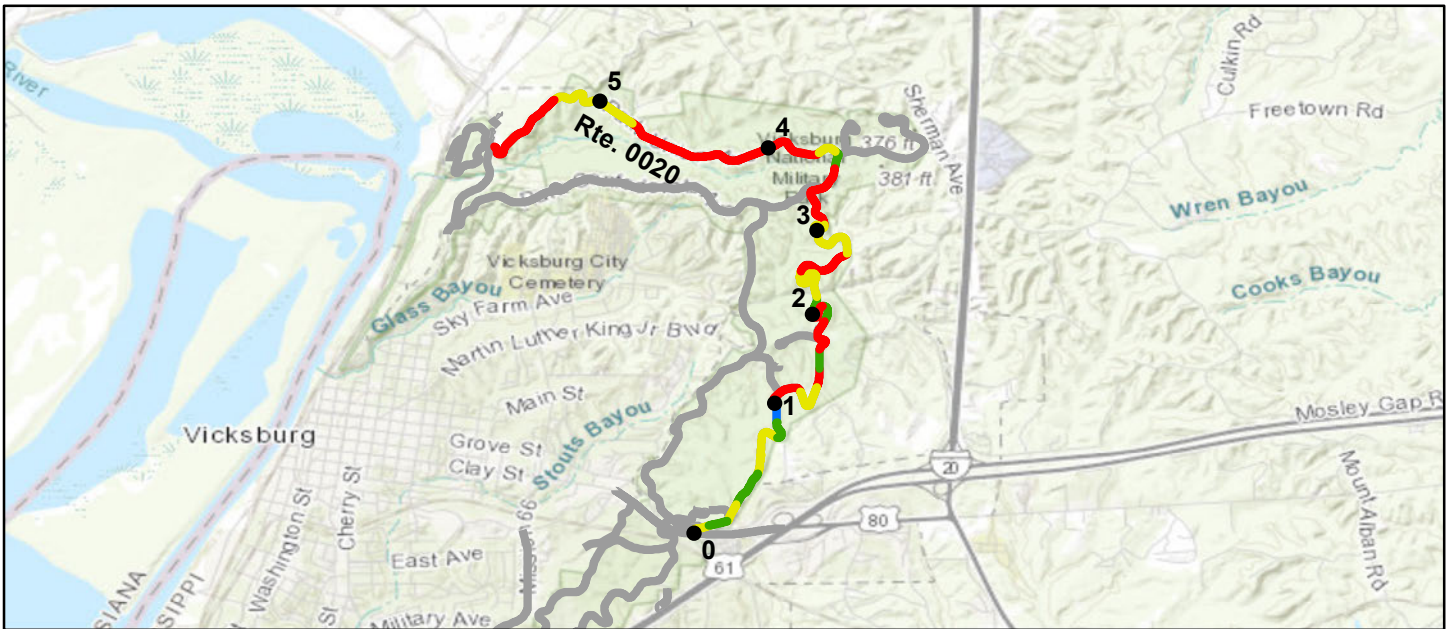 River
5
Rte. 0020
4
Vicksburg
National
Military
376 ft
381 ft
Sherman Ave
Culkin Rd
Freetown Rd
Wren Bayou
3
Vicksburg City
Cemetery
Glass Bayou
Sky Farm Ave
Martin Luther King Jr Blvd
2
Cooks Bayou
Main St
1
Mosley Gap R
Vicksburg
Grove St
Clay St
Stouts Bayou
20
80
Mount Alban Rd
Washington St
Cherry St
66
0
61
East Ave
Military Ave
SIANA
SIPPI
St